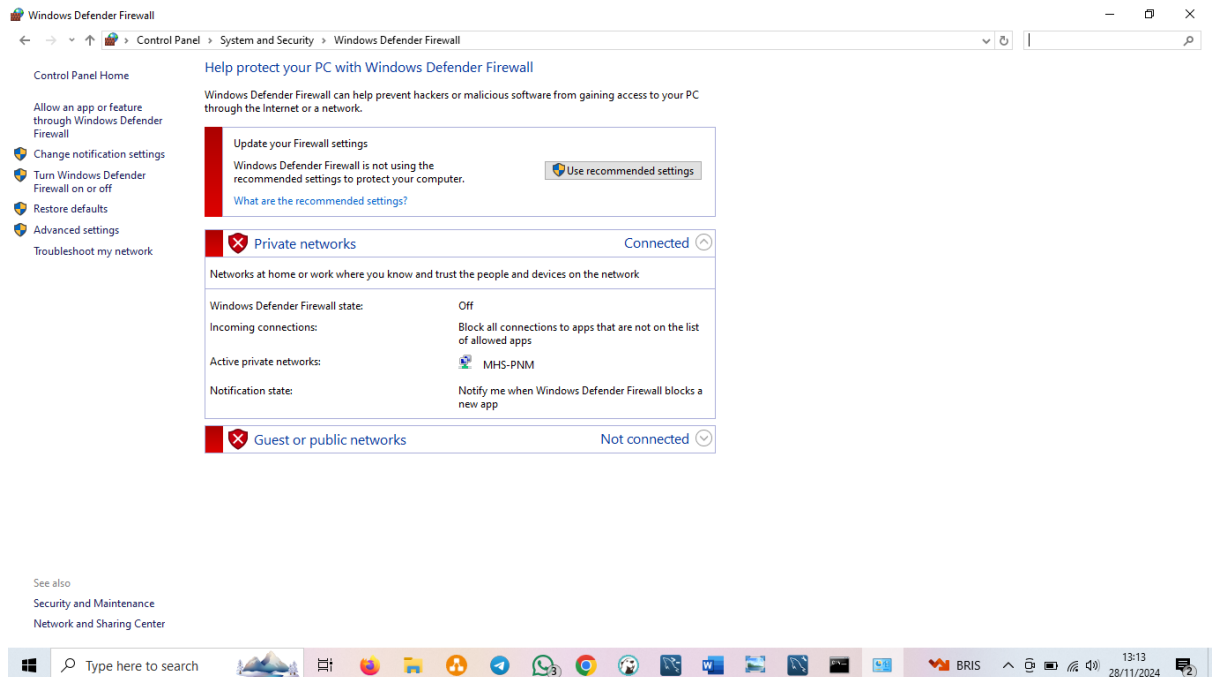 Windows Defender Firewall
Control Panel > System and Security > Windows Defender Firewall
Control Panel Home
Allow an app or feature
through Windows Defender
Firewall
Change notification settings
Turn Windows Defender
Firewall on or off
Restore defaults
Advanced settings
Troubleshoot my network
Help protect your PC with Windows Defender Firewall
Windows Defender Firewall can help prevent hackers or malicious software from gaining access to your PC
through the Internet or a network.
Update your Firewall settings
Windows Defender Firewall is not using the
recommended settings to protect your computer.
Use recommended settings
What are the recommended settings?
Private networks Connected
Networks at home or work where you know and trust the people and devices on the network
Windows Defender Firewall state: Off
Incoming connections: Block all connections to apps that are not on the list
of allowed apps
Active private networks: MHS-PNM
Notification state: Notify me when Windows Defender Firewall blocks a
new app
Guest or public networks Not connected
See also
Security and Maintenance
Network and Sharing Center
Type here to search
3
BRIS
13:13
28/11/2024
2